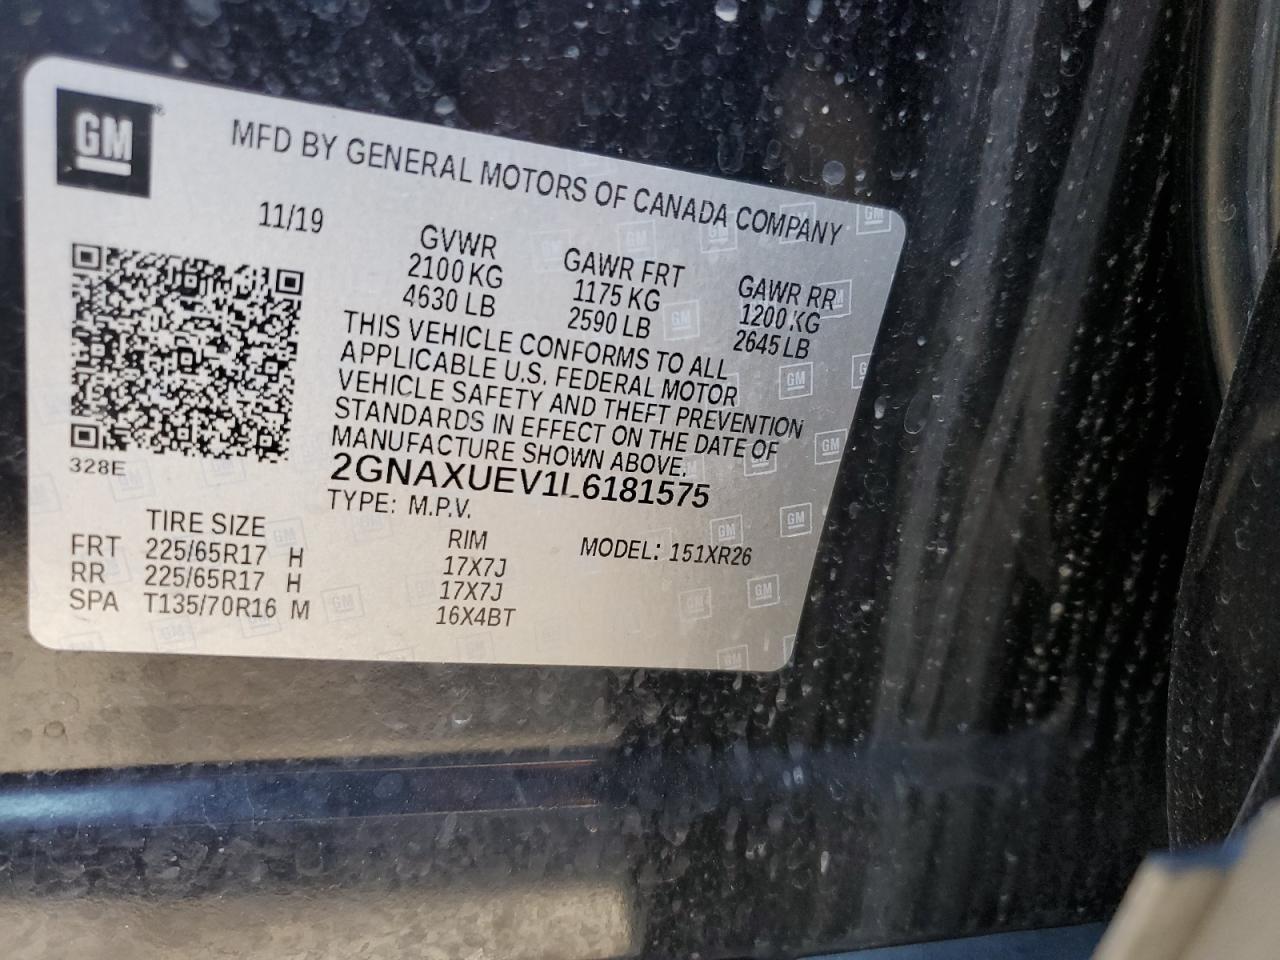 GM
MFD BY GENERAL MOTORS OF CANADA COMPANY
11/19
GVWR
2100 KG
4630 LB
GAWR FRT
1175 KG
2590 LB
GAWR RR
1200 KG
2645 LB
THIS VEHICLE CONFORMS TO ALL
APPLICABLE U.S. FEDERAL MOTOR
VEHICLE SAFETY AND THEFT PREVENTION
STANDARDS IN EFFECT ON THE DATE OF
MANUFACTURE SHOWN ABOVE.
328E
2GNAXUEV1L6181575
TYPE: M.P.V.
TIRE SIZE RIM MODEL: 151XR26
FRT 225/65R17 H 17X7J
RR 225/65R17 H 17X7J
SPA T135/70R16 M 16X4BT